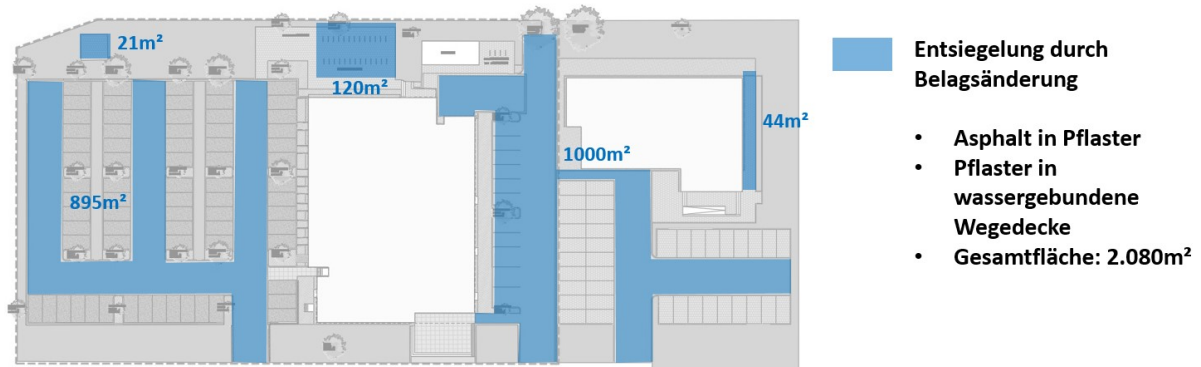 21m²
120m²
895m²
1000m²
44m²
Entsiegelung durch
Belagsänderung
• Asphalt in Pflaster
• Pflaster in
wassergebundene
Wegedecke
• Gesamtfläche: 2.080m²